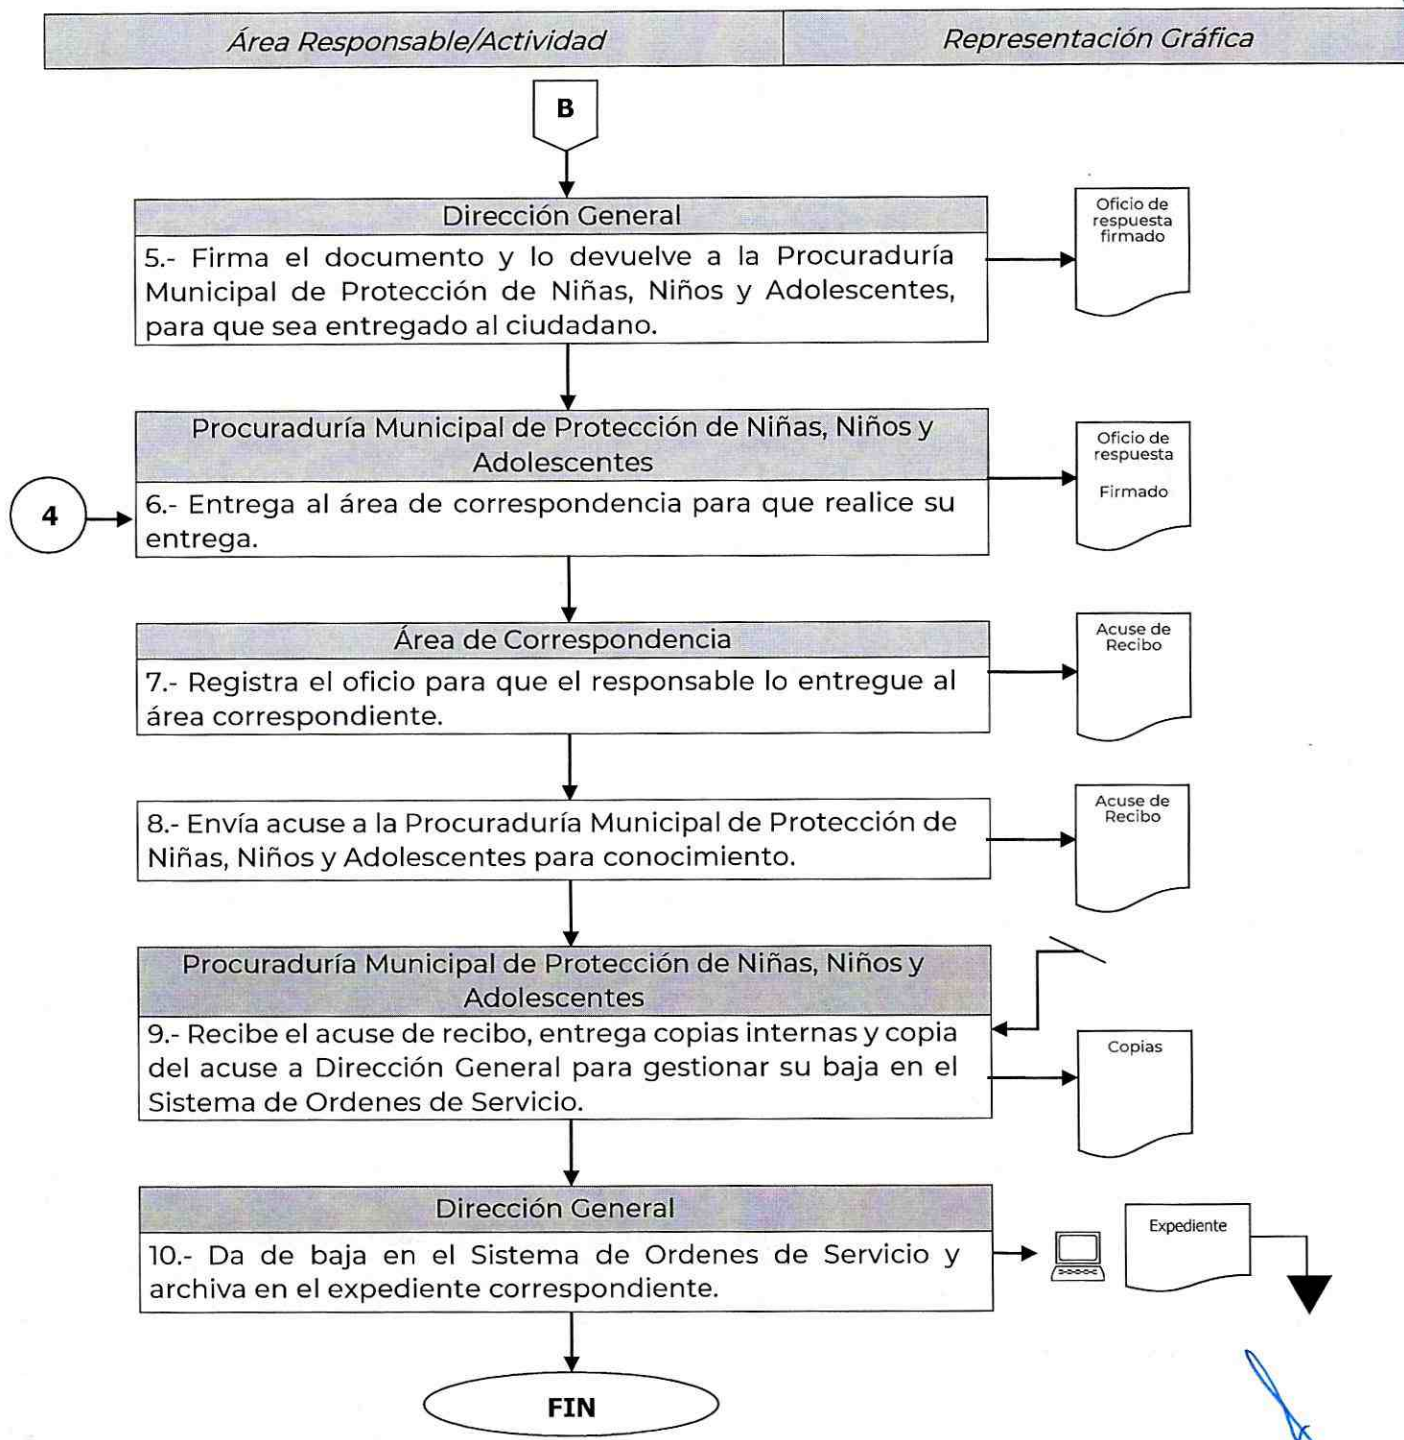 Área Responsable/Actividad
Representación Gráfica
B
Dirección General
5.- Firma el documento y lo devuelve a la Procuraduría
Municipal de Protección de Niñas, Niños y Adolescentes,
para que sea entregado al ciudadano.
Oficio de
respuesta
firmado
Procuraduría Municipal de Protección de Niñas, Niños y
Adolescentes
4
6.- Entrega al área de correspondencia para que realice su
entrega.
Oficio de
respuesta
Firmado
Área de Correspondencia
7.- Registra el oficio para que el responsable lo entregue al
área correspondiente.
Acuse de
Recibo
8.- Envía acuse a la Procuraduría Municipal de Protección de
Niñas, Niños y Adolescentes para conocimiento.
Acuse de
Recibo
Procuraduría Municipal de Protección de Niñas, Niños y
Adolescentes
9.- Recibe el acuse de recibo, entrega copias internas y copia
del acuse a Dirección General para gestionar su baja en el
Sistema de Ordenes de Servicio.
Copias
Dirección General
10.- Da de baja en el Sistema de Ordenes de Servicio y
archiva en el expediente correspondiente.
Expediente
FIN